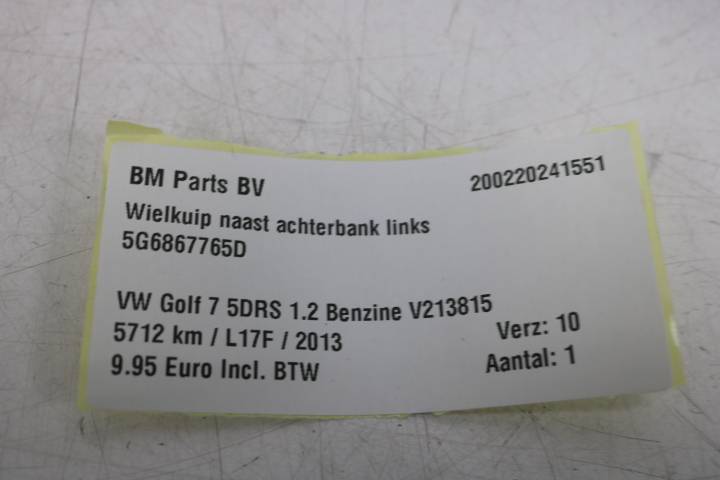 BM Parts BV
200220241551
Wielkuip naast achterbank links
5G6867765D
VW Golf 7 5DRS 1.2 Benzine V213815
5712 km / L17F / 2013
Verz: 10
9.95 Euro Incl. BTW
Aantal: 1